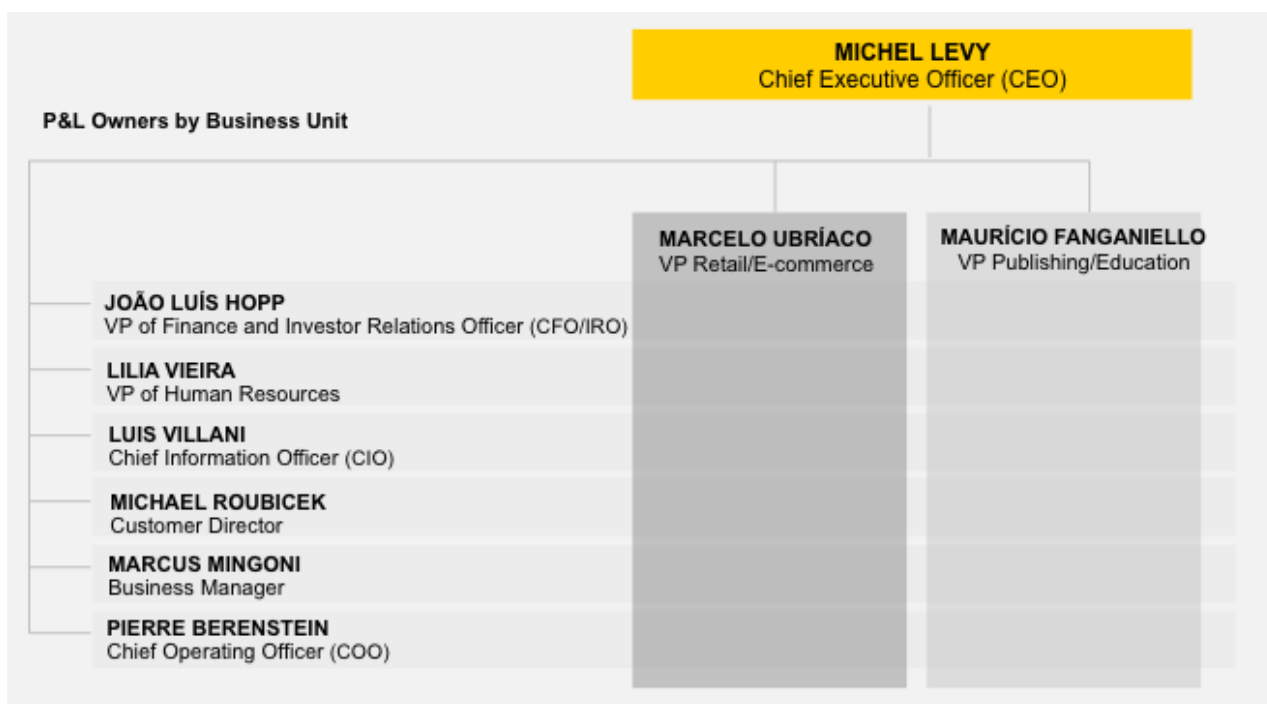 MICHEL LEVY
Chief Executive Officer (CEO)
P&L Owners by Business Unit
MARCELO UBRÍACO
VP Retail/E-commerce
MAURÍCIO FANGANIELLO
VP Publishing/Education
JOÃO LUÍS HOPP
VP of Finance and Investor Relations Officer (CFO/IRO)
LILIA VIEIRA
VP of Human Resources
LUIS VILLANI
Chief Information Officer (CIO)
MICHAEL ROUBICEK
Customer Director
MARCUS MINGONI
Business Manager
PIERRE BERENSTEIN
Chief Operating Officer (COO)